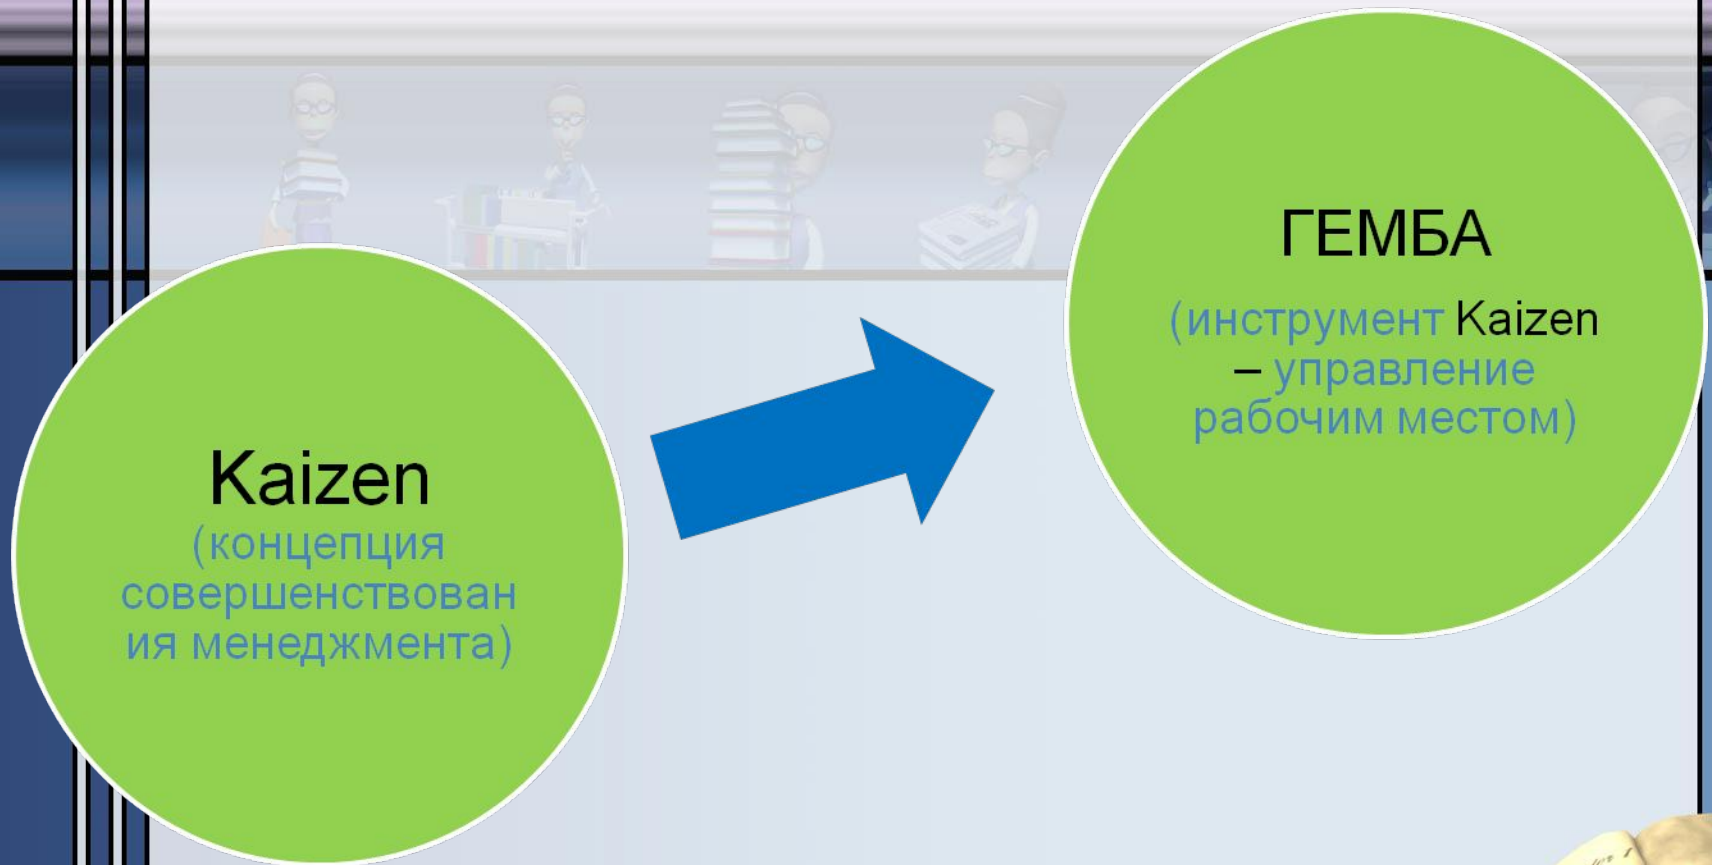 Kaizen
(концепция
совершенствован
ия менеджмента)
ГЕМБА
(инструмент Kaizen
– управление
рабочим местом)